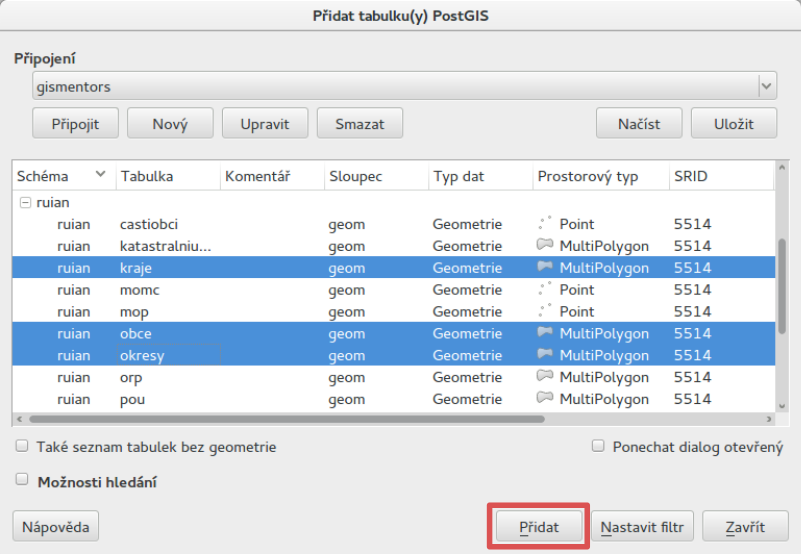 Přidat tabulku(y) PostGIS
Připojení
gismentors
Připojit Nový Upravit Smazat Načíst Uložit
Schéma Tabulka Komentář Sloupec Typ dat Prostorový typ SRID
ruian
ruian castiobci geom Geometrie Point 5514
ruian katastralniu... geom Geometrie MultiPolygon 5514
ruian kraje geom Geometrie MultiPolygon 5514
ruian momc geom Geometrie Point 5514
ruian mop geom Geometrie Point 5514
ruian obce geom Geometrie MultiPolygon 5514
ruian okresy geom Geometrie MultiPolygon 5514
ruian orp geom Geometrie MultiPolygon 5514
ruian pou geom Geometrie MultiPolygon 5514
Také seznam tabulek bez geometrie Ponechat dialog otevřený
Možnosti hledání
Nápověda Přidat Nastavit filtr Zavřít